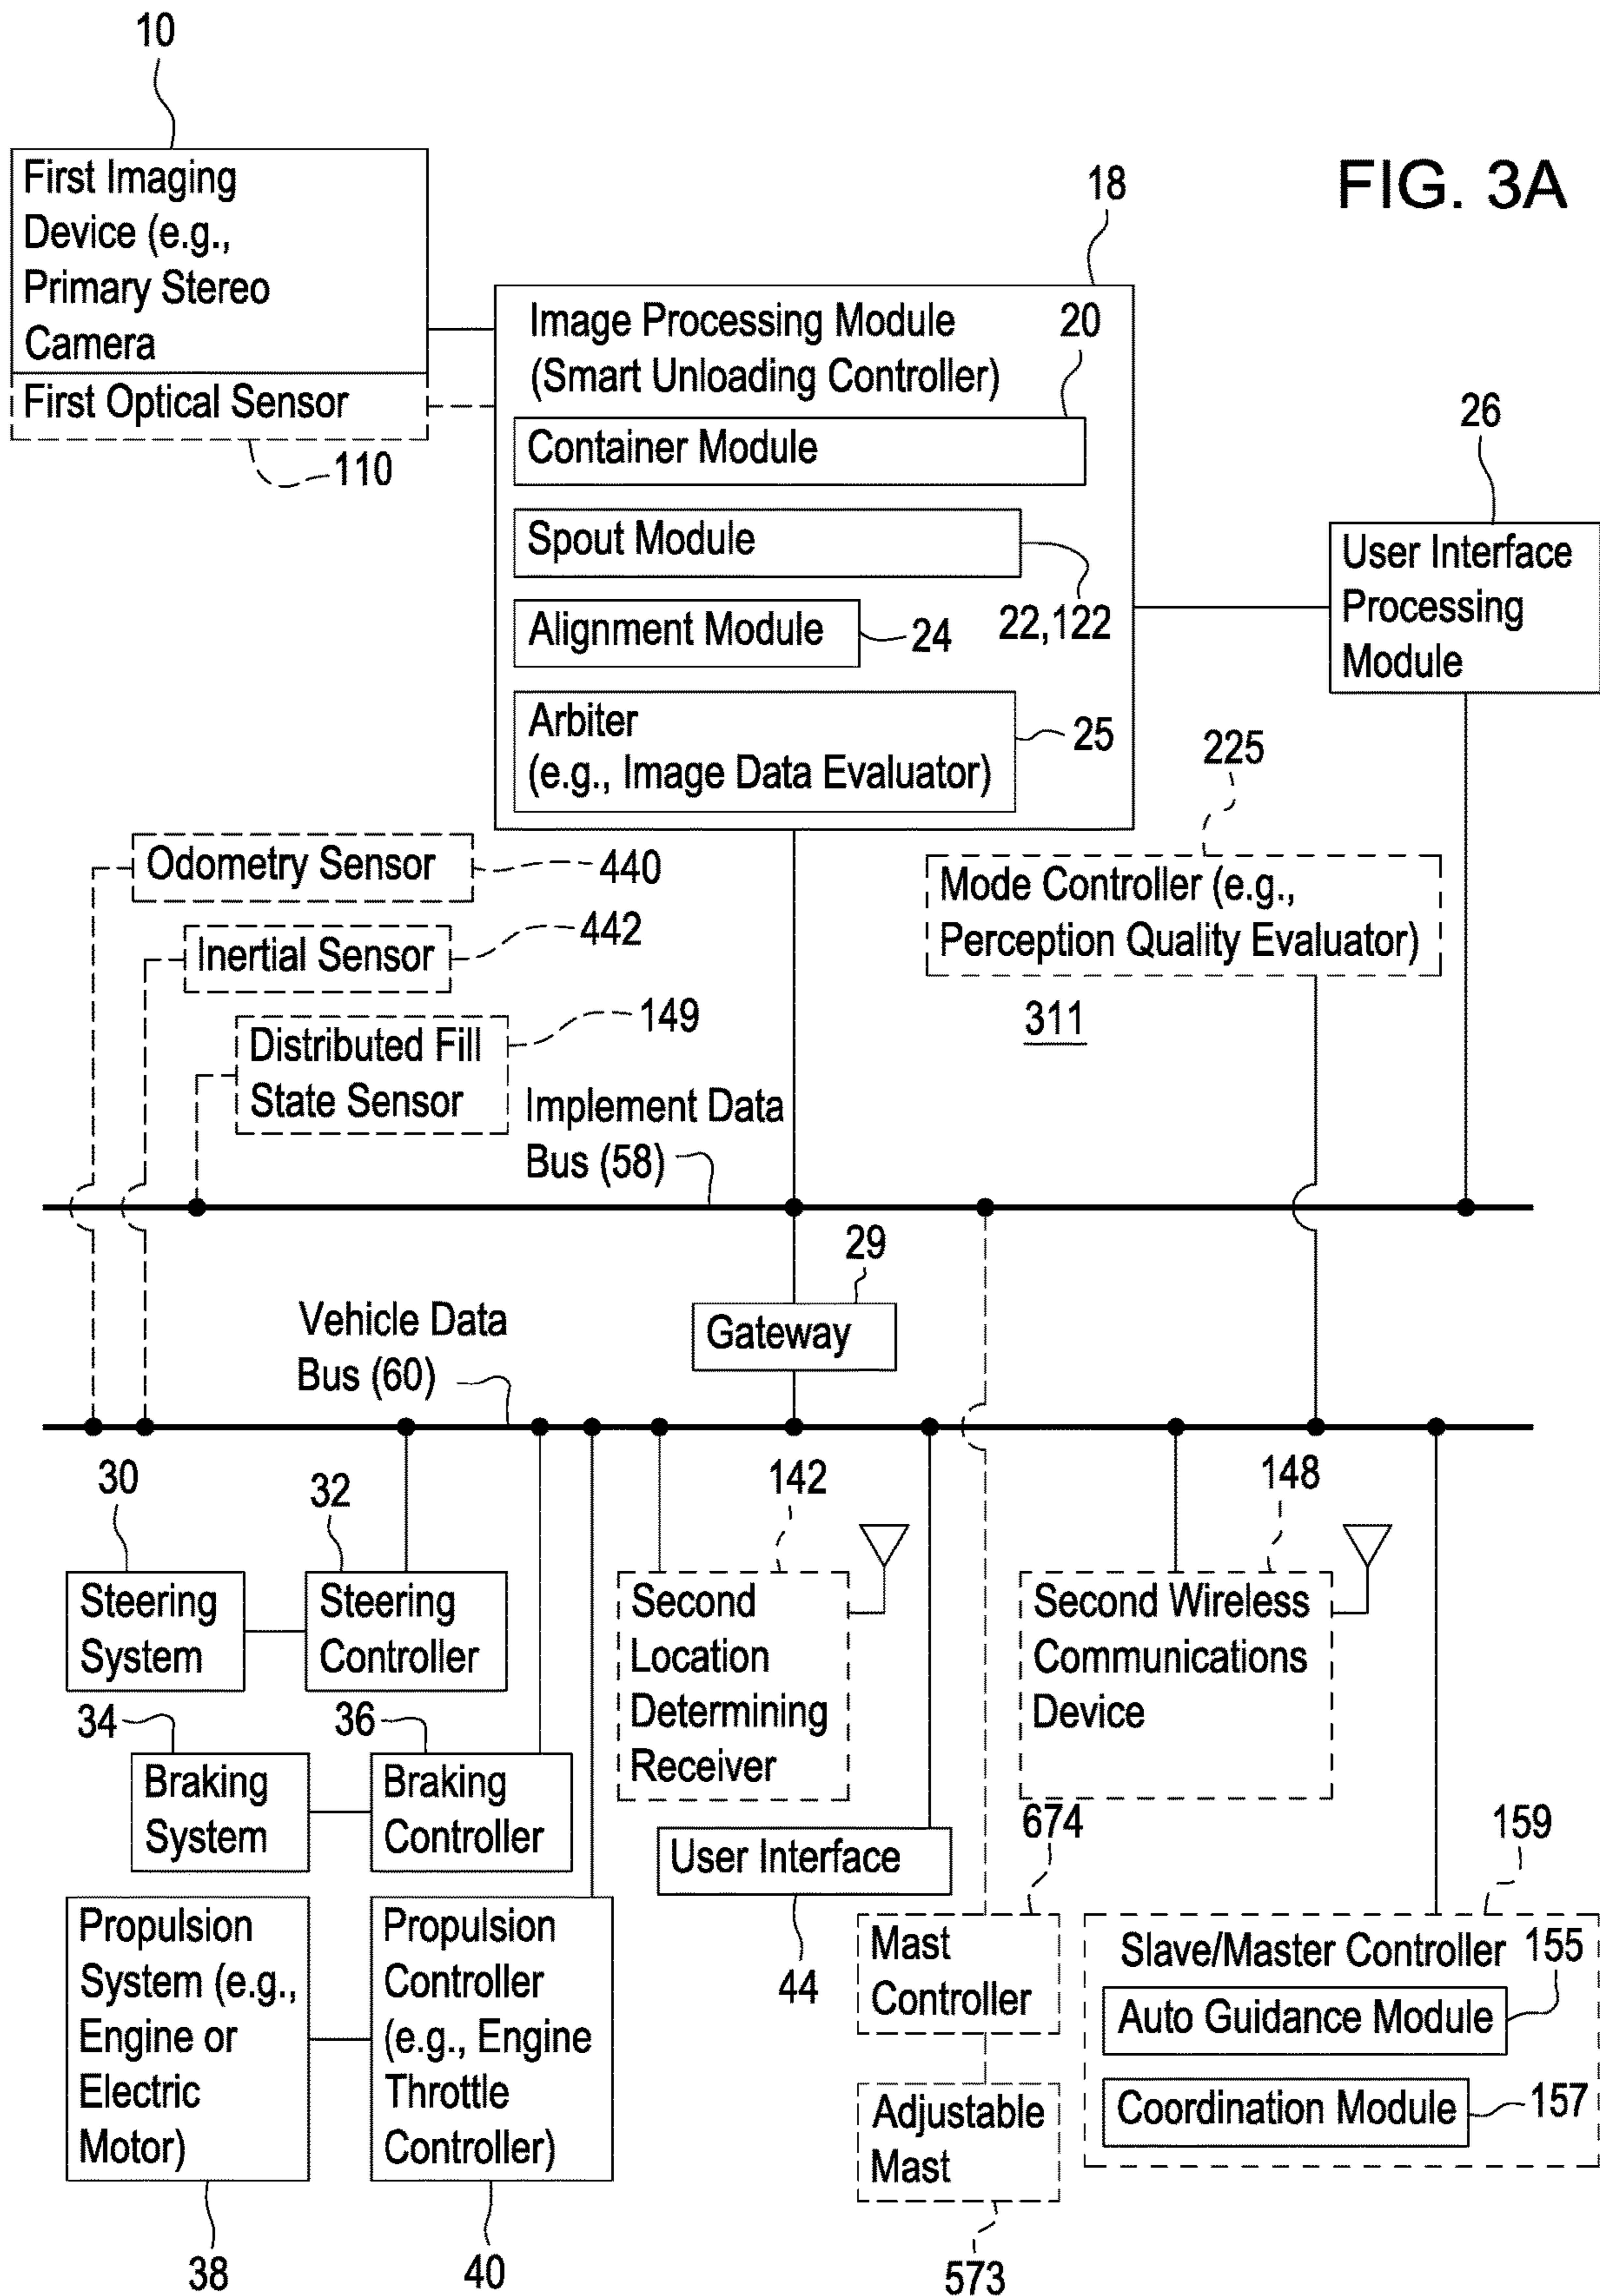 10
First Imaging
Device (e.g.,
Primary Stereo
Camera
First Optical Sensor
110
FIG. 3A
18
Image Processing Module
(Smart Unloading Controller)
20
Container Module
Spout Module
22,122
Alignment Module
24
Arbiter
(e.g., Image Data Evaluator)
25
26
User Interface
Processing
Module
225
Mode Controller (e.g.,
Perception Quality Evaluator)
311
Odometry Sensor
440
Inertial Sensor
442
Distributed Fill
State Sensor
149
Implement Data
Bus (58)
29
Gateway
Vehicle Data
Bus (60)
30
Steering
System
32
Steering
Controller
34
Braking
System
36
Braking
Controller
Propulsion
System (e.g.,
Engine or
Electric
Motor)
38
Propulsion
Controller
(e.g., Engine
Throttle
Controller)
40
142
Second
Location
Determining
Receiver
User Interface
44
148
Second Wireless
Communications
Device
674
Mast
Controller
Adjustable
Mast
573
159
Slave/Master Controller
155
Auto Guidance Module
Coordination Module
157